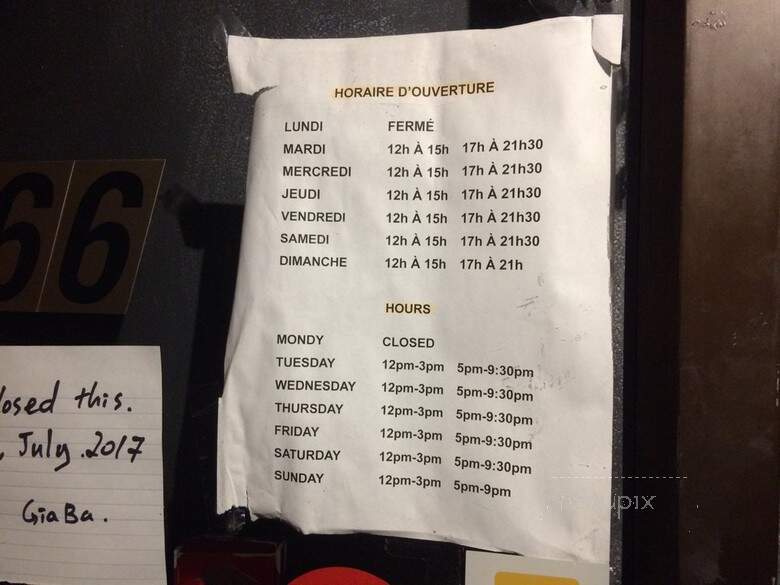 HORAIRE D'OUVERTURE
LUNDI FERMÉ
MARDI 12h À 15h 17h À 21h30
MERCREDI 12h À 15h 17h À 21h30
JEUDI 12h À 15h 17h À 21h30
VENDREDI 12h À 15h 17h À 21h30
SAMEDI 12h À 15h 17h À 21h30
DIMANCHE 12h À 15h 17h À 21h
HOURS
MONDY CLOSED
TUESDAY 12pm-3pm 5pm-9:30pm
WEDNESDAY 12pm-3pm 5pm-9:30pm
THURSDAY 12pm-3pm 5pm-9:30pm
FRIDAY 12pm-3pm 5pm-9:30pm
SATURDAY 12pm-3pm 5pm-9:30pm
SUNDAY 12pm-3pm 5pm-9pm
66
losed this.
, July.2017
GiaBa.